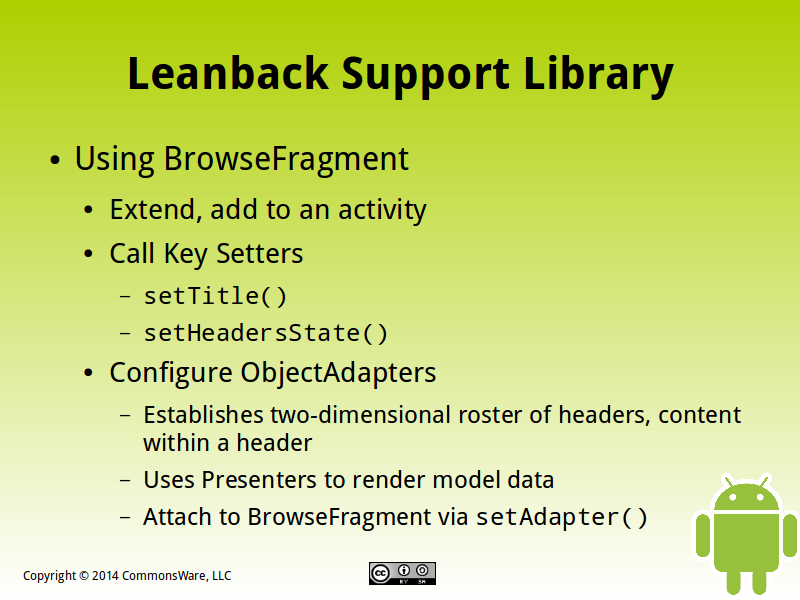 Leanback Support Library
• Using BrowseFragment
• Extend, add to an activity
• Call Key Setters
– setTitle()
– setHeadersState()
• Configure ObjectAdapters
– Establishes two-dimensional roster of headers, content
within a header
– Uses Presenters to render model data
– Attach to BrowseFragment via setAdapter()
Copyright © 2014 CommonsWare, LLC
cc BY SA